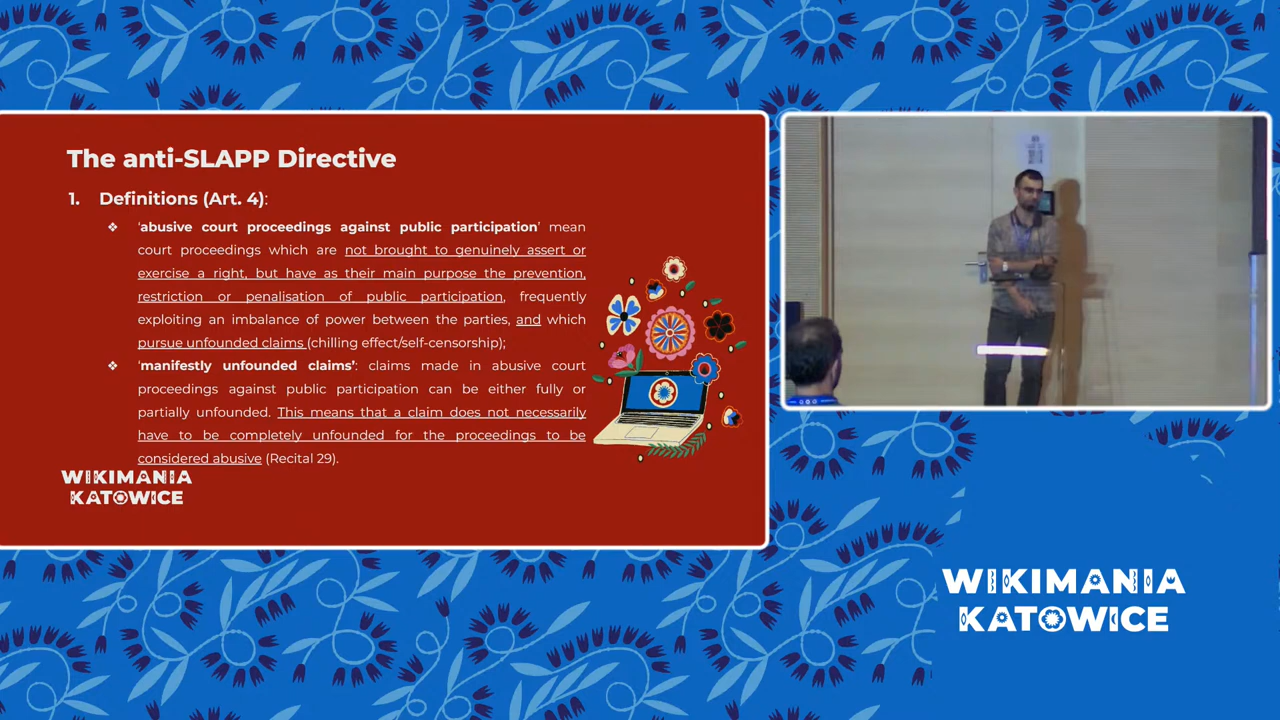 The anti-SLAPP Directive
1. Definitions (Art. 4):
❖ ‘abusive court proceedings against public participation’ mean
court proceedings which are not brought to genuinely assert or
exercise a right, but have as their main purpose the prevention,
restriction or penalisation of public participation, frequently
exploiting an imbalance of power between the parties, and which
pursue unfounded claims (chilling effect/self-censorship);
❖ ‘manifestly unfounded claims’: claims made in abusive court
proceedings against public participation can be either fully or
partially unfounded. This means that a claim does not necessarily
have to be completely unfounded for the proceedings to be
considered abusive (Recital 29).
WIKIMANIA
KATOWICE
WIKIMANIA
KATOWICE